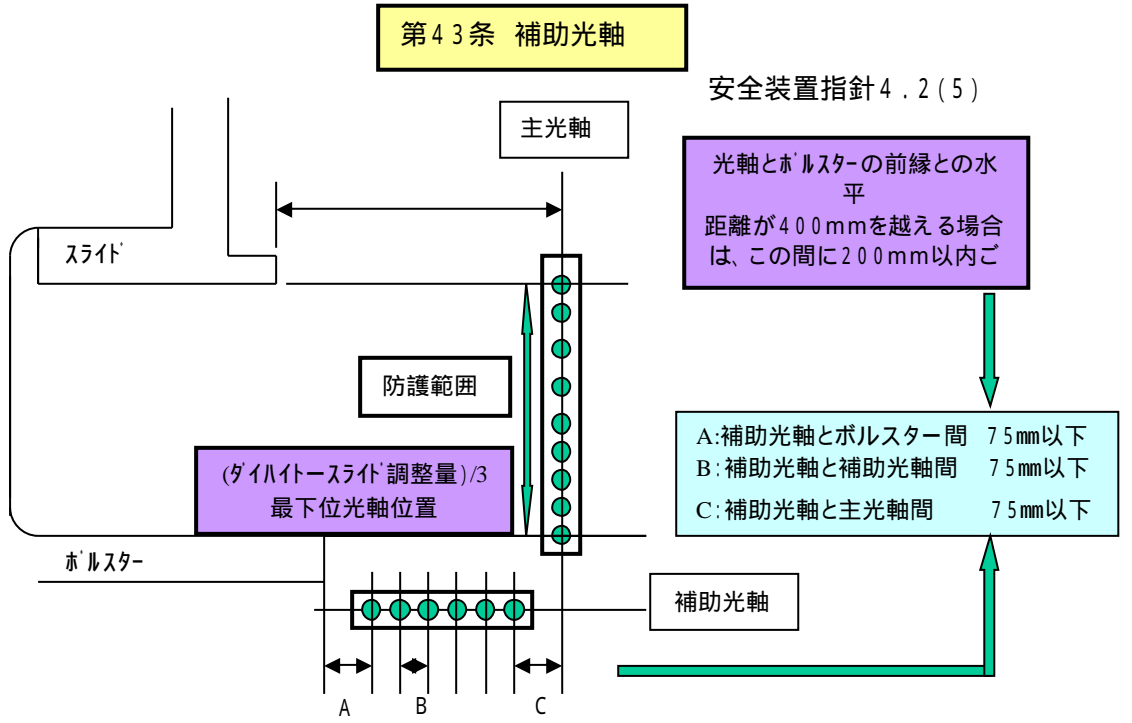 第43条 補助光軸
安全装置指針4.2(5)
主光軸
光軸とﾎﾞﾙｽﾀｰの前縁との水
平
距離が400mmを越える場合
は、この間に200mm以内ご
ｽﾗｲﾄﾞ
防護範囲
(ﾀﾞｲﾊｲﾄｰｽﾗｲﾄﾞ調整量)/3
最下位光軸位置
A:補助光軸とボルスター間 75mm以下
B:補助光軸と補助光軸間 75mm以下
C:補助光軸と主光軸間 75mm以下
ﾎﾞﾙｽﾀｰ
補助光軸
A B C